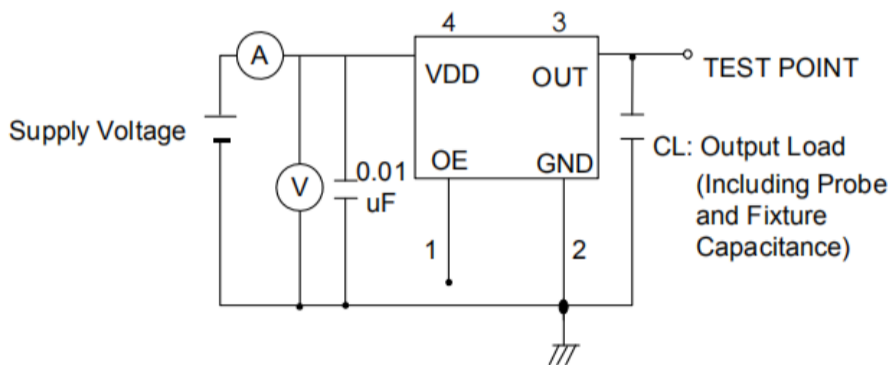 4
3
A
VDD
OUT
TEST POINT
Supply Voltage
OE
GND
CL: Output Load
(Including Probe
and Fixture
Capacitance)
V
0.01
uF
1
2